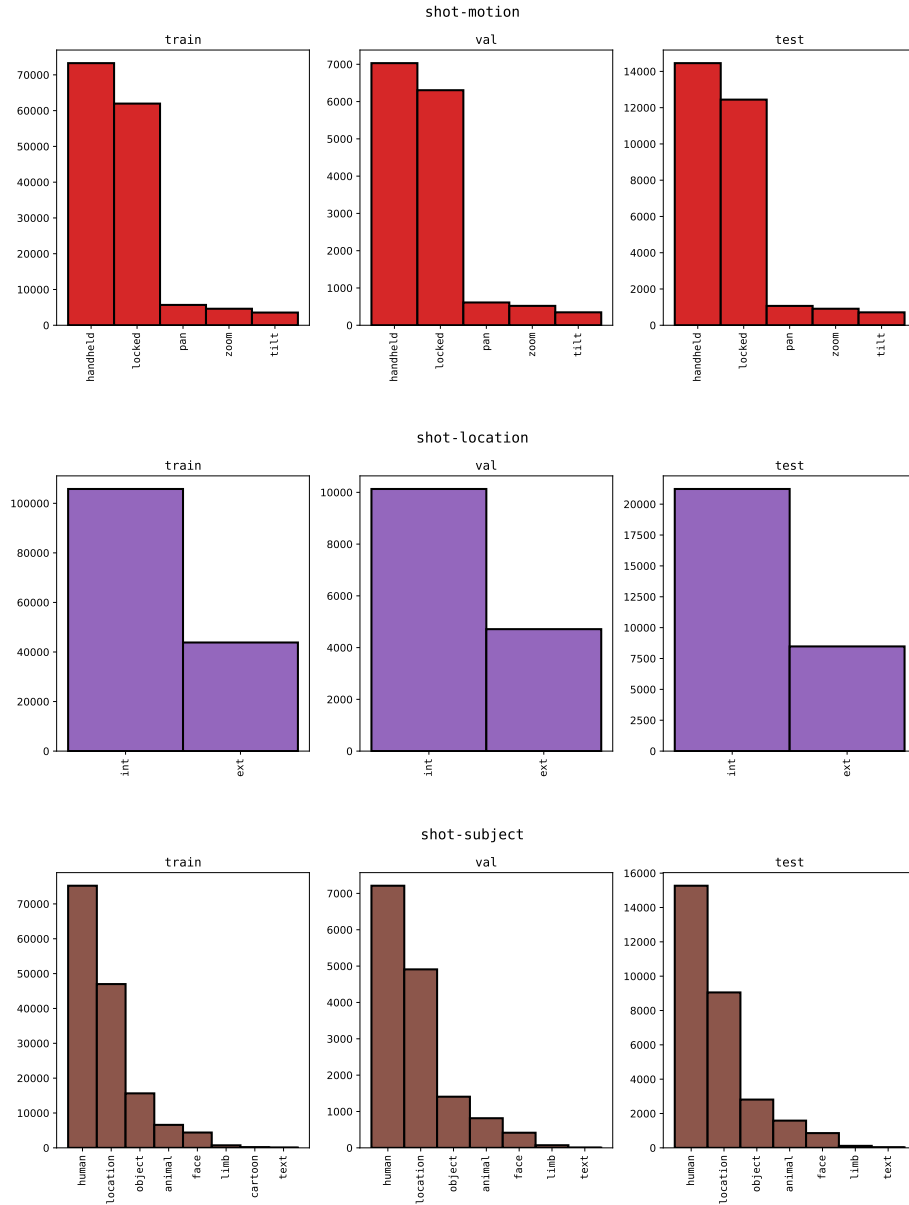 shot-motion
train
val
test
70000
60000
50000
40000
30000
20000
10000
0
handheld
locked
pan
zoom
tilt
7000
6000
5000
4000
3000
2000
1000
0
handheld
locked
pan
zoom
tilt
14000
12000
10000
8000
6000
4000
2000
0
handheld
locked
pan
zoom
tilt
shot-location
train
val
test
100000
80000
60000
40000
20000
0
int
ext
10000
8000
6000
4000
2000
0
int
ext
20000
17500
15000
12500
10000
7500
5000
2500
0
int
ext
shot-subject
train
val
test
70000
60000
50000
40000
30000
20000
10000
0
human
location
object
animal
face
limb
cartoon
text
7000
6000
5000
4000
3000
2000
1000
0
human
location
object
animal
face
limb
text
16000
14000
12000
10000
8000
6000
4000
2000
0
human
location
object
animal
face
limb
text